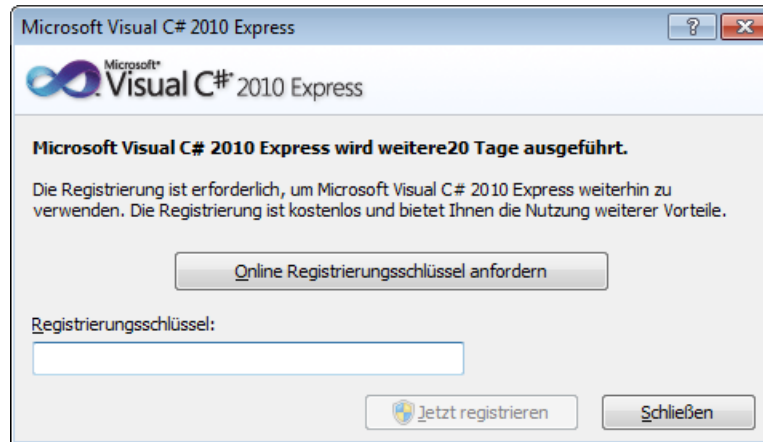 Microsoft Visual C# 2010 Express
Microsoft®
Visual C#® 2010 Express
Microsoft Visual C# 2010 Express wird weitere20 Tage ausgeführt.
Die Registrierung ist erforderlich, um Microsoft Visual C# 2010 Express weiterhin zu
verwenden. Die Registrierung ist kostenlos und bietet Ihnen die Nutzung weiterer Vorteile.
Online Registrierungsschlüssel anfordern
Registrierungsschlüssel:
Jetzt registrieren
Schließen